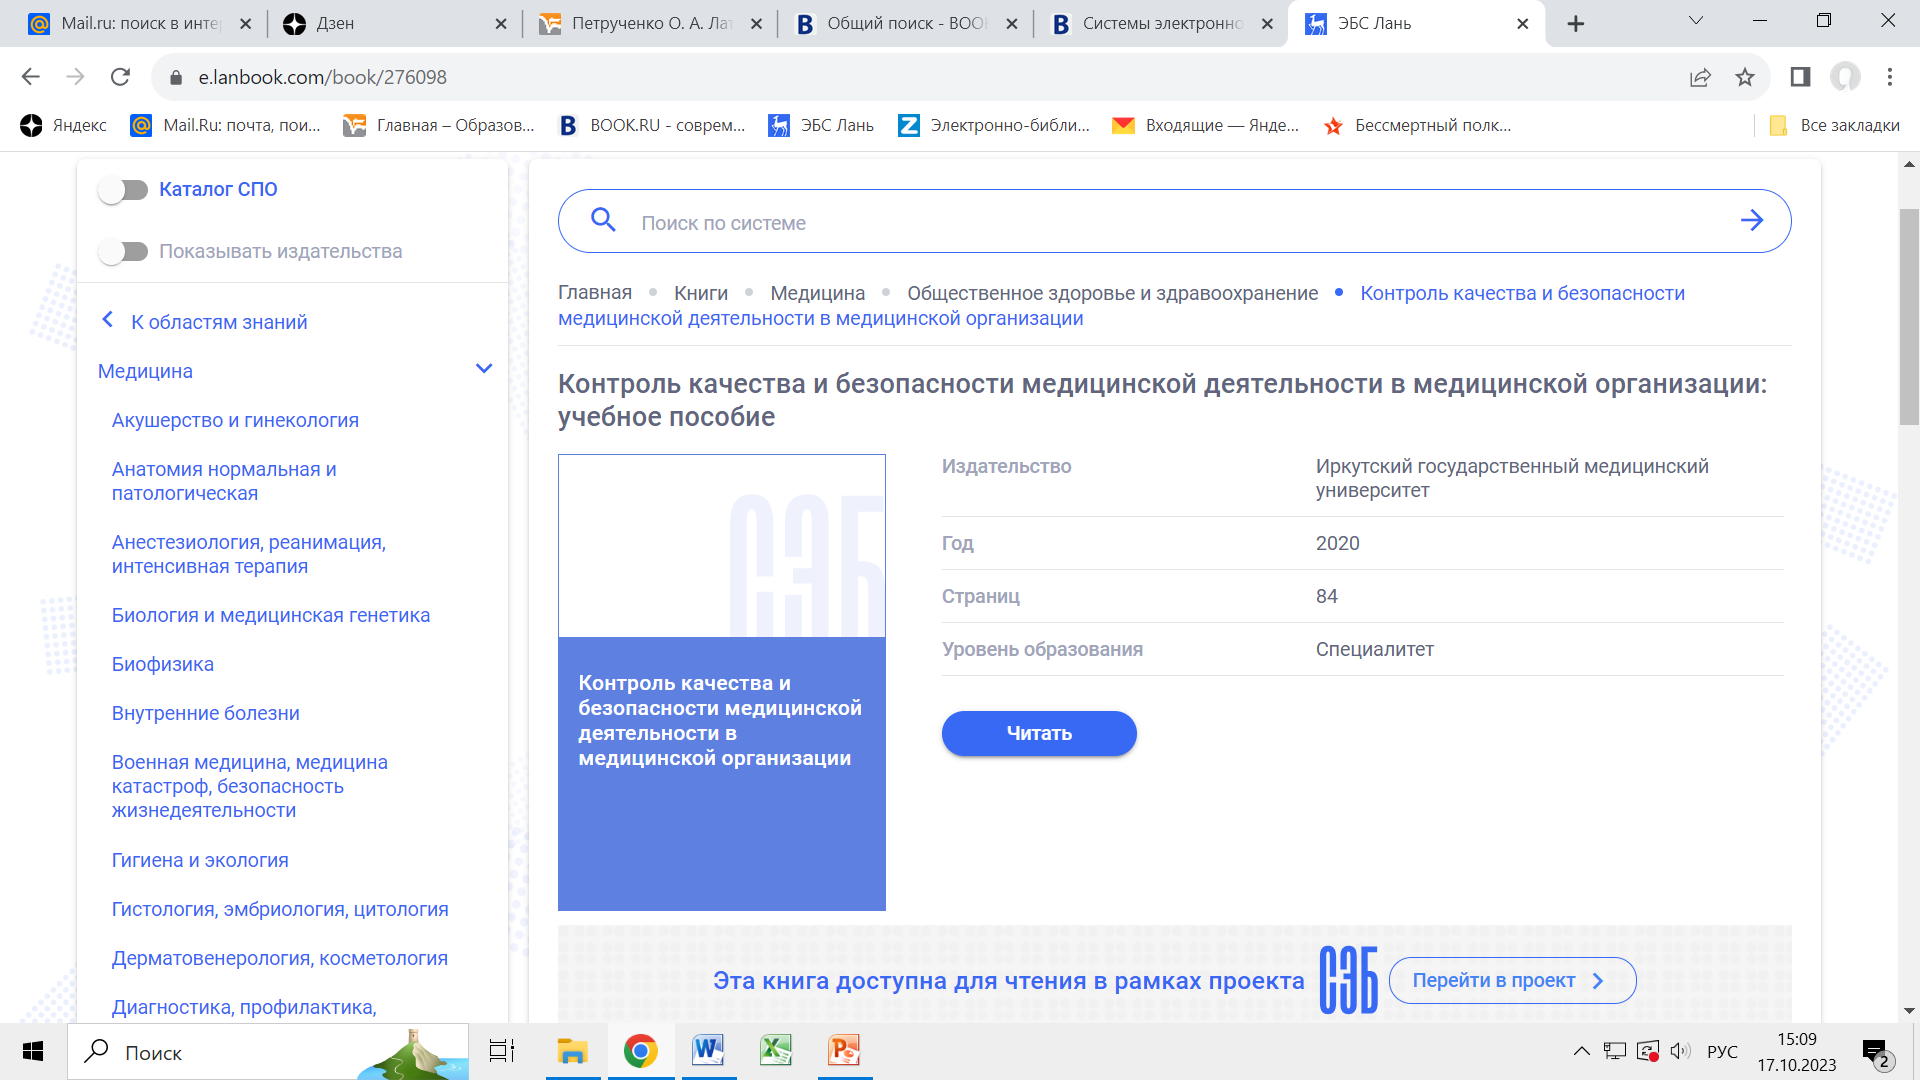 Mail.ru: поиск в инте
Дзен
Петрученко О. А. Лат
Общий поиск - BOO
Системы электронно
ЭБС Лань
e.lanbook.com/book/276098
Яндекс
Mail.Ru: почта, пои...
Главная – Образов...
BOOK.RU - соврем...
ЭБС Лань
Электронно-библи...
Входящие — Янде...
Бессмертный полк...
Все закладки
Каталог СПО
Показывать издательства
К областям знаний
Медицина
Акушерство и гинекология
Анатомия нормальная и
патологическая
Анестезиология, реанимация,
интенсивная терапия
Биология и медицинская генетика
Биофизика
Внутренние болезни
Военная медицина, медицина
катастроф, безопасность
жизнедеятельности
Гигиена и экология
Гистология, эмбриология, цитология
Дерматовенерология, косметология
Диагностика, профилактика,
Поиск по системе
Главная • Книги • Медицина • Общественное здоровье и здравоохранение • Контроль качества и безопасности
медицинской деятельности в медицинской организации
Контроль качества и безопасности медицинской деятельности в медицинской организации:
учебное пособие
СЭБ
Контроль качества и
безопасности медицинской
деятельности в
медицинской организации
Издательство
Иркутский государственный медицинский
университет
Год
2020
Страниц
84
Уровень образования
Специалитет
Читать
Эта книга доступна для чтения в рамках проекта
СЭБ
Перейти в проект
Поиск
РУС
15:09
17.10.2023
2